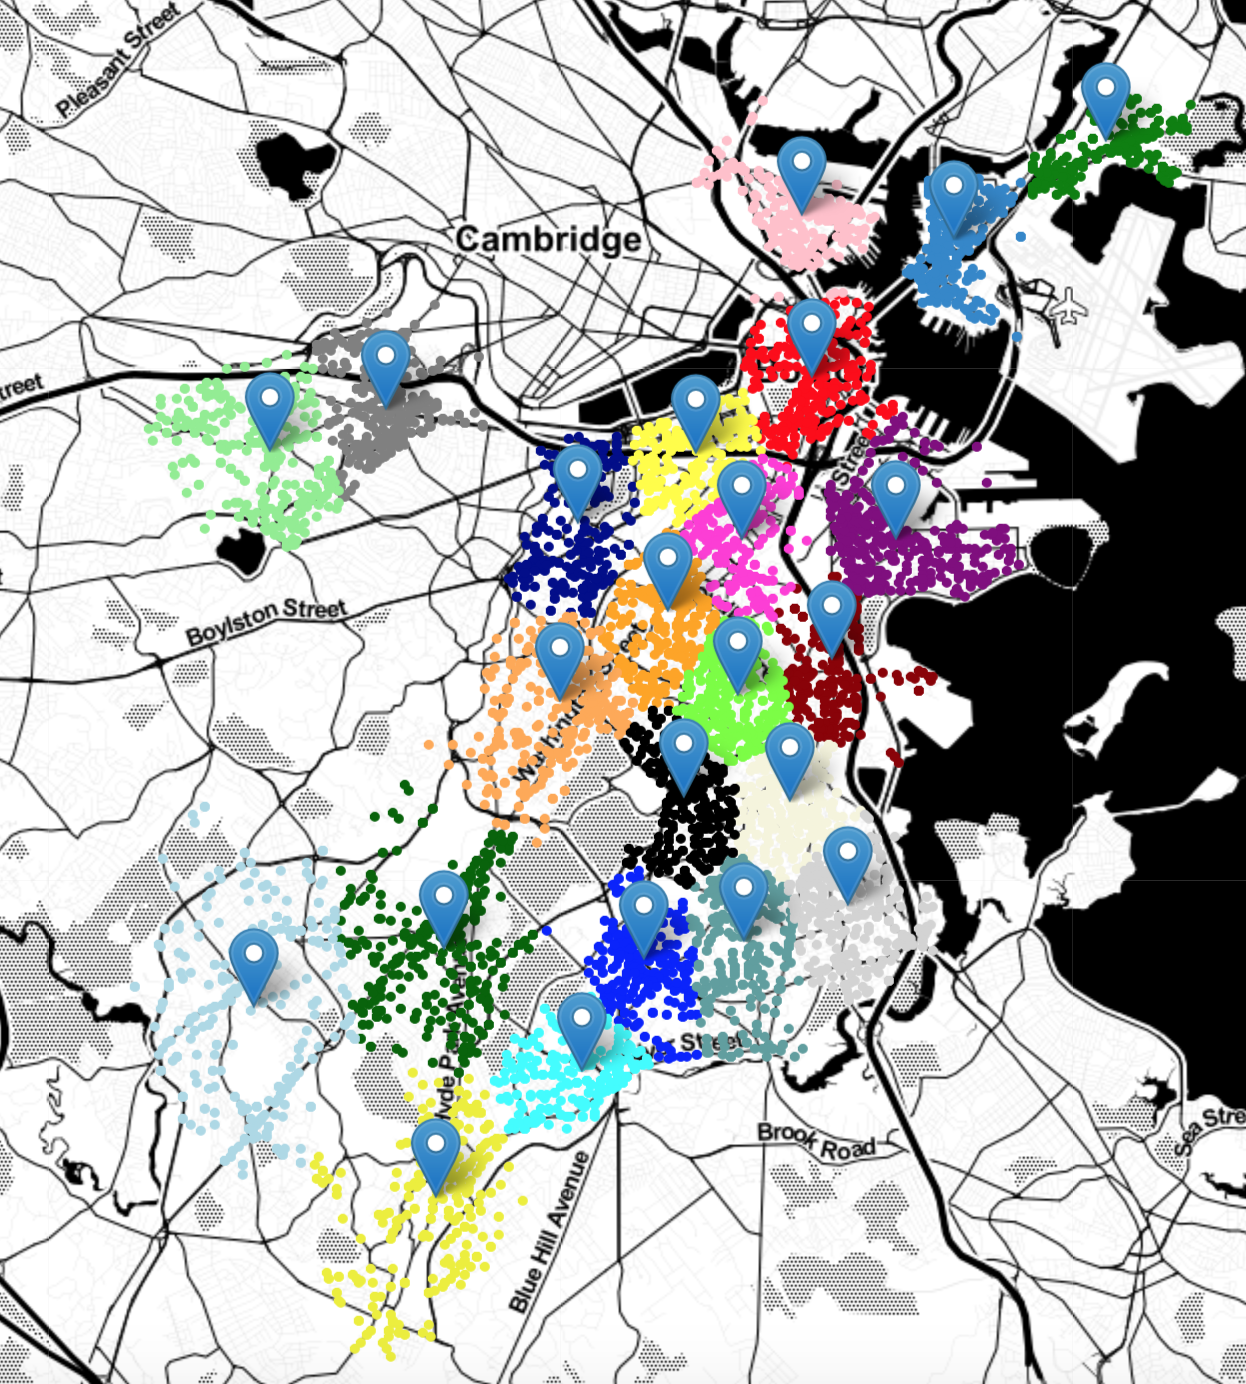 Pleasant Street
Cambridge
treet
Street
Boylston Street
Walnut Street
Hyde Park Avenue
Street
Brook Road
Sea Stre
Blue Hill Avenue